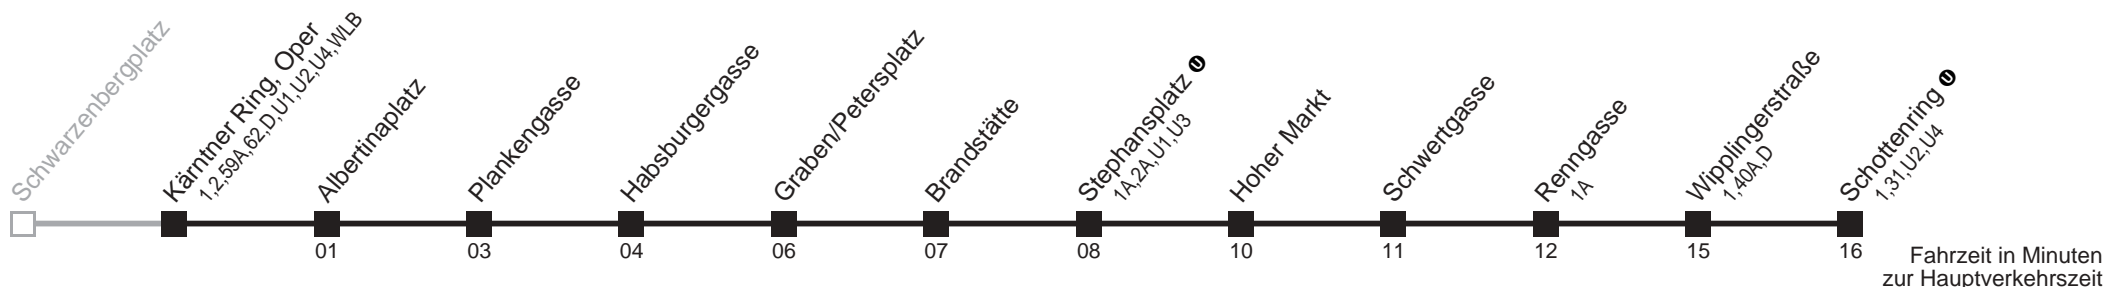 Schwarzenbergplatz
Kärntner Ring, Oper
1,2,59A,62,D,U1,U2,U4,WLB
Albertinaplatz
Plankengasse
Habsburgergasse
Graben/Petersplatz
Brandstätte
Stephansplatz U
1A,2A,U1,U3
Hoher Markt
Schwertgasse
Renngasse
1A
Wipplingerstraße
1,40A,D
Schottenring U
1,31,U2,U4
01 03 04 06 07 08 10 11 12 15 16
Fahrzeit in Minuten
zur Hauptverkehrszeit